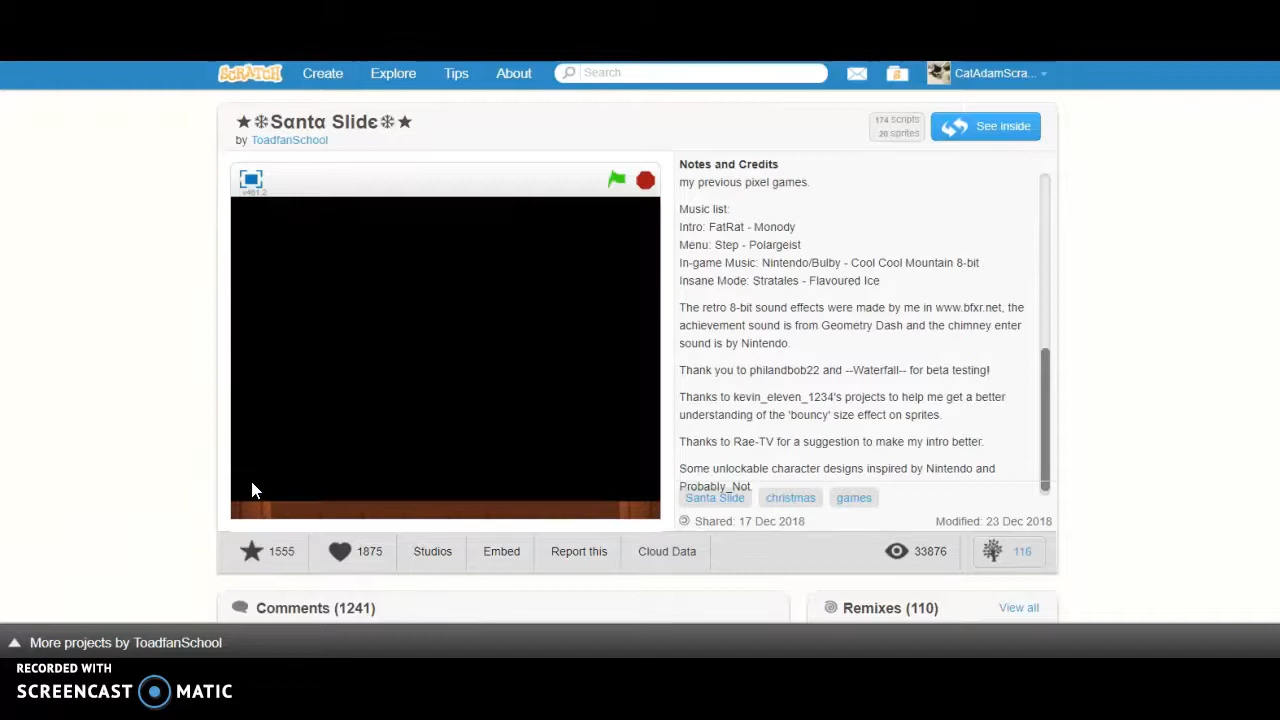 SCRATCH Create Explore Tips About Search 6 CatAdamScra...
★❄Sαntα Slidє❄★
by ToadfanSchool
174 scripts
20 sprites
See inside
v461.2
Notes and Credits
my previous pixel games.
Music list:
Intro: FatRat - Monody
Menu: Step - Polargeist
In-game Music: Nintendo/Bulby - Cool Cool Mountain 8-bit
Insane Mode: Stratales - Flavoured Ice
The retro 8-bit sound effects were made by me in www.bfxr.net, the
achievement sound is from Geometry Dash and the chimney enter
sound is by Nintendo.
Thank you to philandbob22 and --Waterfall-- for beta testing!
Thanks to kevin_eleven_1234's projects to help me get a better
understanding of the 'bouncy' size effect on sprites.
Thanks to Rae-TV for a suggestion to make my intro better.
Some unlockable character designs inspired by Nintendo and
Probably_Not.
Santa Slide christmas games
Shared: 17 Dec 2018 Modified: 23 Dec 2018
1555 1875 Studios Embed Report this Cloud Data 33876 116
Comments (1241)
Remixes (110) View all
More projects by ToadfanSchool
RECORDED WITH
SCREENCAST MATIC